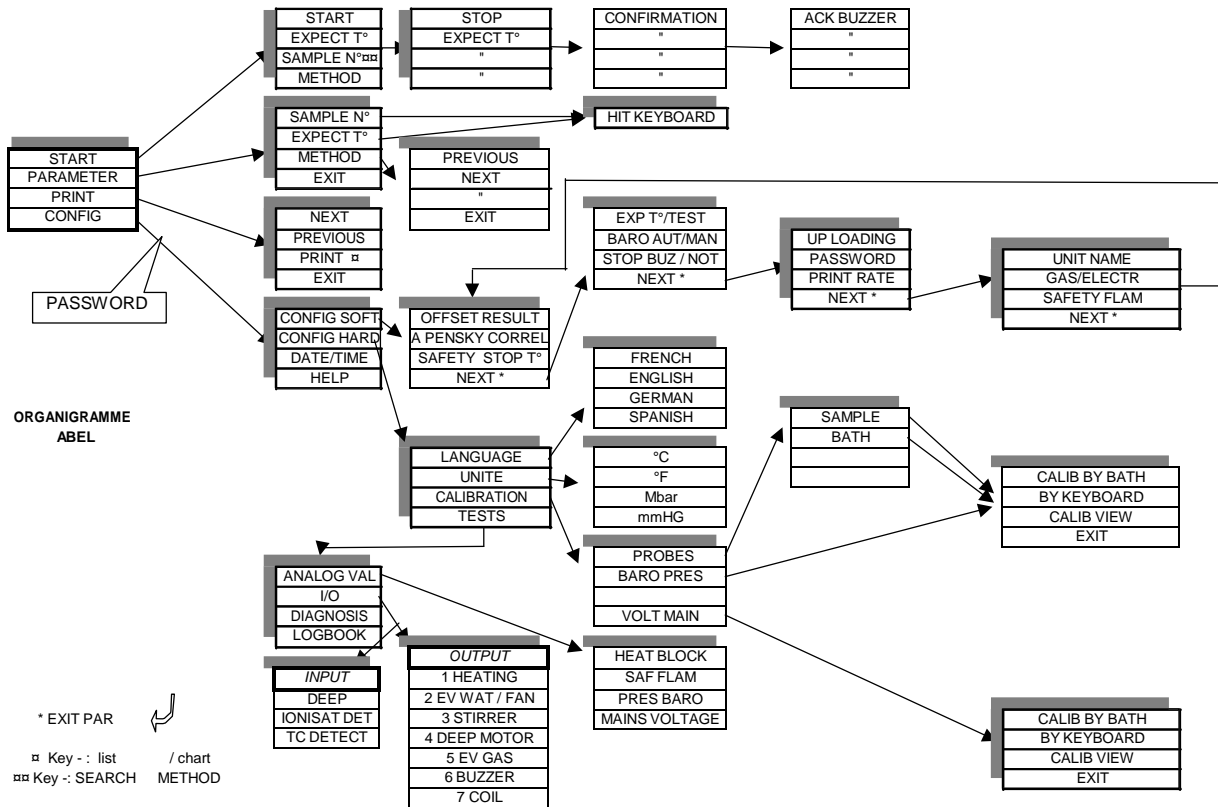 START
EXPECT T°
SAMPLE N°¤¤
METHOD
STOP
EXPECT T°
"
"
CONFIRMATION
"
"
"
ACK BUZZER
"
"
"
START
PARAMETER
PRINT
CONFIG
PASSWORD
SAMPLE N°
EXPECT T°
METHOD
EXIT
HIT KEYBOARD
PREVIOUS
NEXT
"
EXIT
NEXT
PREVIOUS
PRINT ¤
EXIT
EXP T°/TEST
BARO AUT/MAN
STOP BUZ / NOT
NEXT *
UP LOADING
PASSWORD
PRINT RATE
NEXT *
UNIT NAME
GAS/ELECTR
SAFETY FLAM
NEXT *
CONFIG SOFT
CONFIG HARD
DATE/TIME
HELP
OFFSET RESULT
A PENSKY CORREL
SAFETY STOP T°
NEXT *
FRENCH
ENGLISH
GERMAN
SPANISH
ORGANIGRAMME
ABEL
LANGUAGE
UNITE
CALIBRATION
TESTS
°C
°F
Mbar
mmHG
SAMPLE
BATH
CALIB BY BATH
BY KEYBOARD
CALIB VIEW
EXIT
PROBES
BARO PRES
VOLT MAIN
ANALOG VAL
I/O
DIAGNOSIS
LOGBOOK
INPUT
DEEP
IONISAT DET
TC DETECT
OUTPUT
1 HEATING
2 EV WAT / FAN
3 STIRRER
4 DEEP MOTOR
5 EV GAS
6 BUZZER
7 COIL
HEAT BLOCK
SAF FLAM
PRES BARO
MAINS VOLTAGE
CALIB BY BATH
BY KEYBOARD
CALIB VIEW
EXIT
* EXIT PAR
¤ Key - : list / chart
¤¤ Key -: SEARCH METHOD